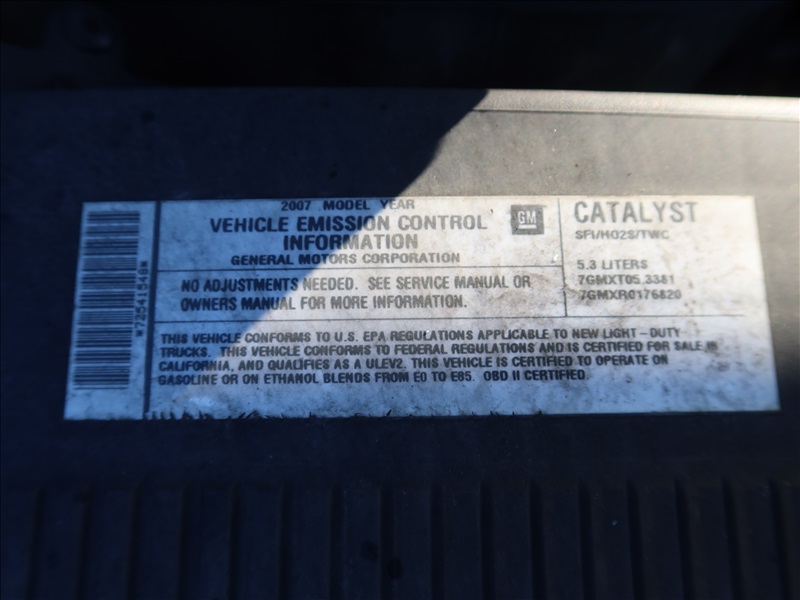 2007 MODEL YEAR
VEHICLE EMISSION CONTROL
INFORMATION
GENERAL MOTORS CORPORATION
GM
NO ADJUSTMENTS NEEDED. SEE SERVICE MANUAL OR
OWNERS MANUAL FOR MORE INFORMATION.
CATALYST
SFI/HO2S/TWC
5.3 LITERS
7GMXT05.3381
7GMXR0176820
THIS VEHICLE CONFORMS TO U.S. EPA REGULATIONS APPLICABLE TO NEW LIGHT-DUTY
TRUCKS. THIS VEHICLE CONFORMS TO FEDERAL REGULATIONS AND IS CERTIFIED FOR SALE IN
CALIFORNIA, AND QUALIFIES AS A ULEV2. THIS VEHICLE IS CERTIFIED TO OPERATE ON
GASOLINE OR ON ETHANOL BLENDS FROM E0 TO E85. OBD II CERTIFIED.